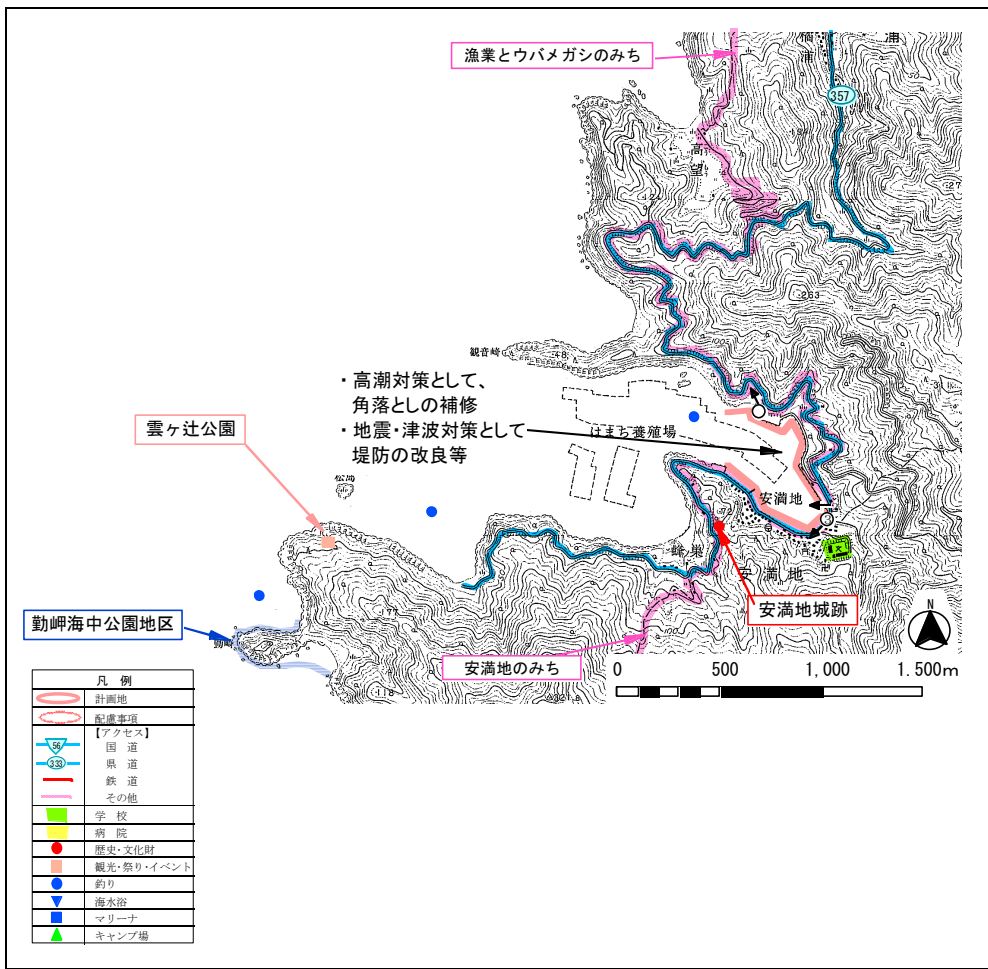 漁業とウバメガシのみち
浦
357
高望
観音崎
・高潮対策として、
角落としの補修
・地震・津波対策として
堤防の改良等
はまち養殖場
雲ヶ辻公園
安満地
勤岬海中公園地区
安満地
安満地城跡
安満地のみち
N
0 500 1,000 1.500m
凡 例
計画地
配慮事項
【アクセス】
56 国 道
333 県 道
鉄 道
その他
学 校
病 院
歴史・文化財
観光・祭り・イベント
釣り
海水浴
マリーナ
キャンプ場